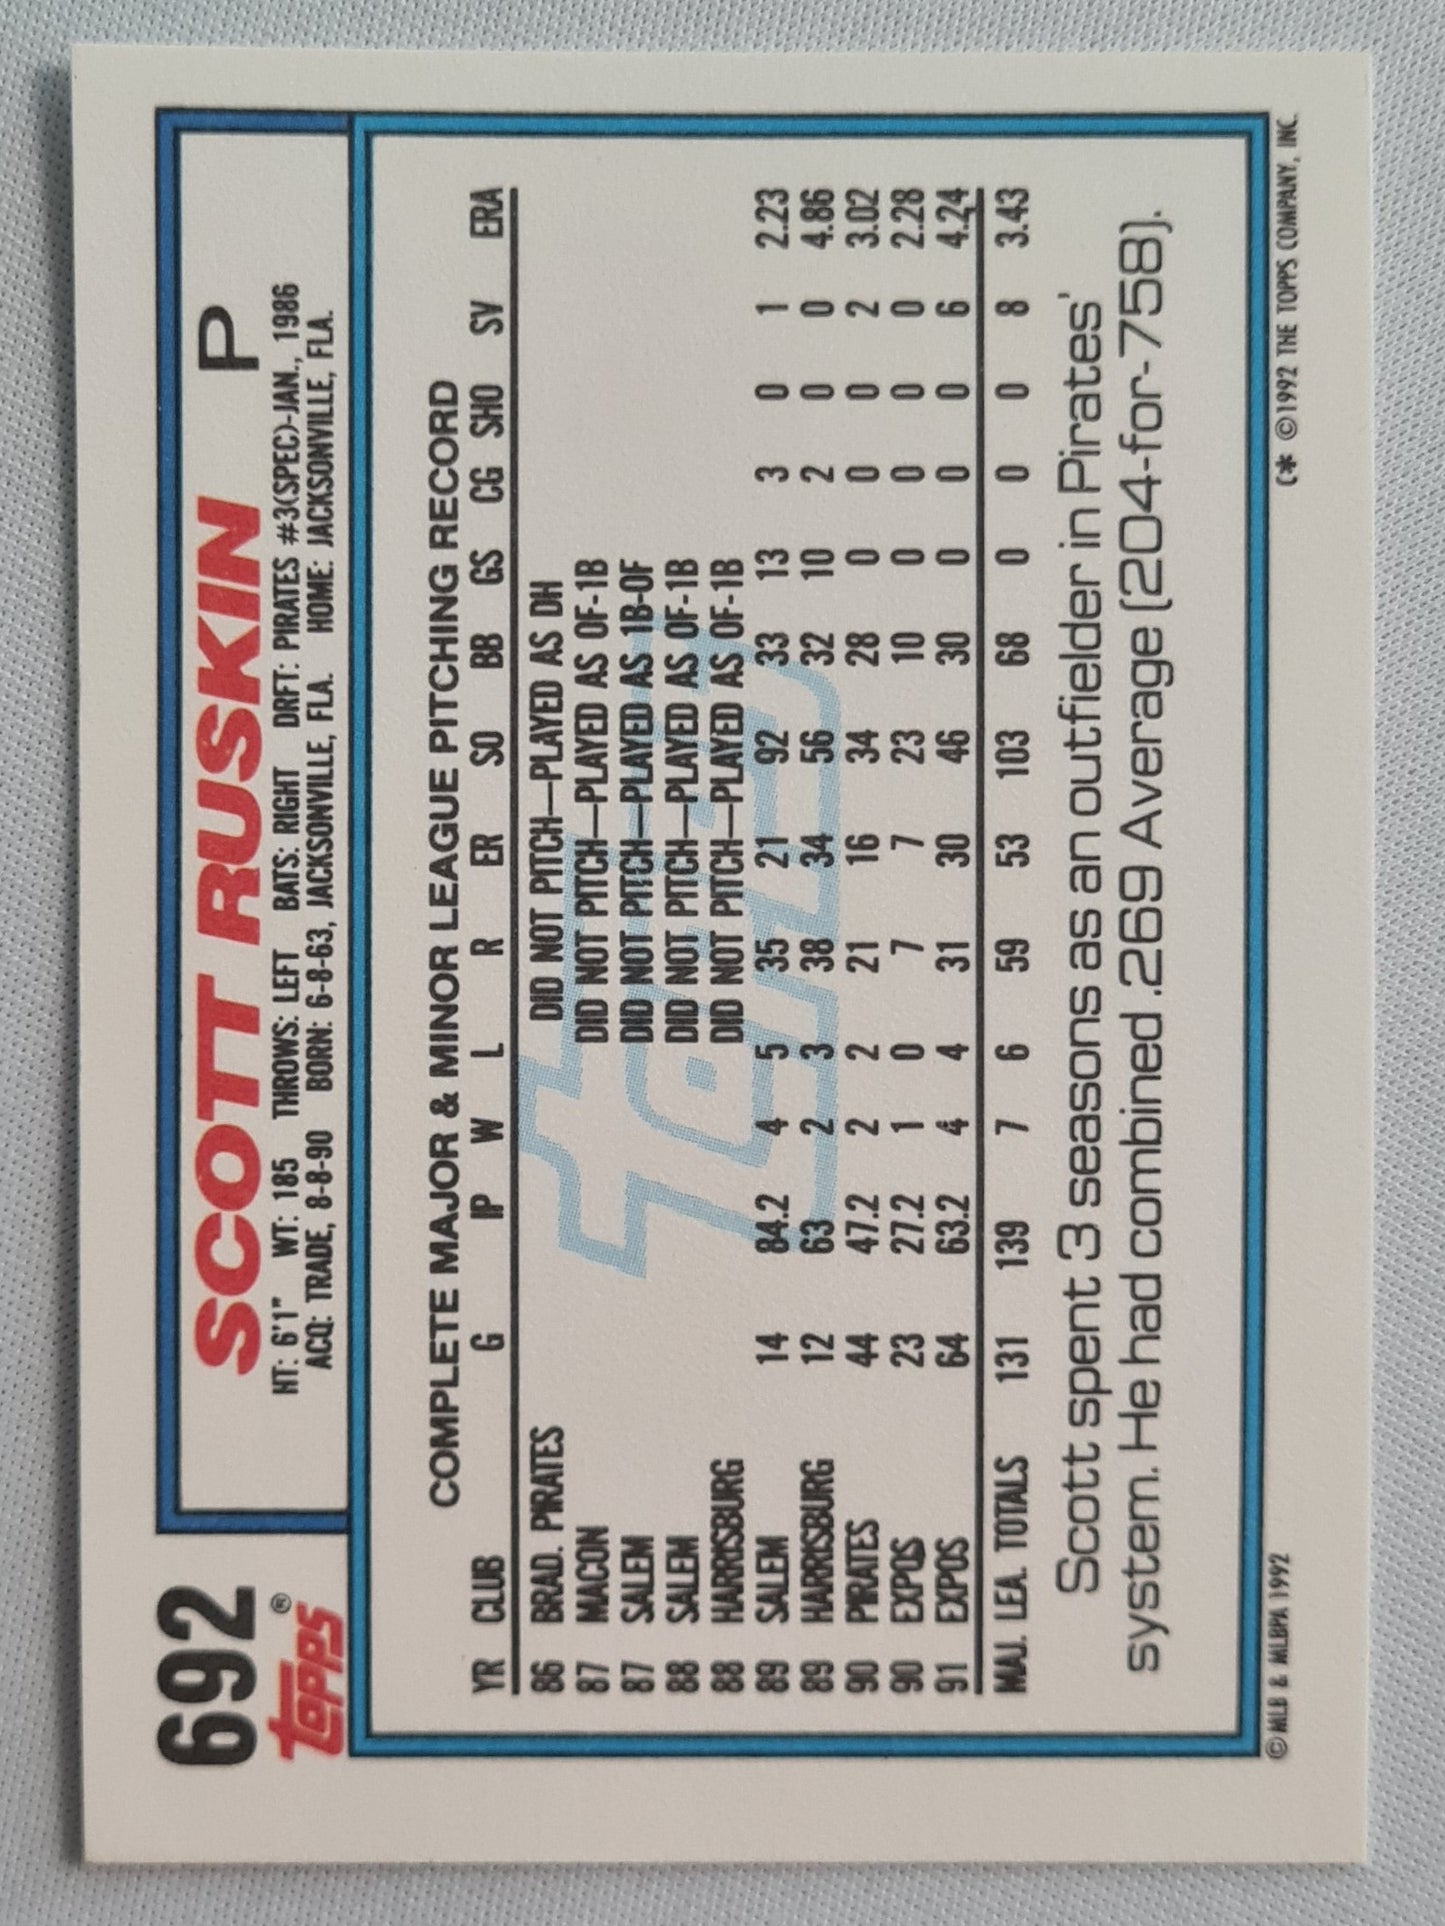 692 SCOTT RUSKIN P
Topps®
HT: 6'1" WT: 185 THROWS: LEFT BATS: RIGHT DRFT: PIRATES #3(SPEC)-JAN., 1986
ACQ: TRADE, 8-8-90 BORN: 6-8-63, JACKSONVILLE, FLA. HOME: JACKSONVILLE, FLA.
COMPLETE MAJOR & MINOR LEAGUE PITCHING RECORD
YR CLUB G IP W L R ER SO BB GS CG SHO SV ERA
86 BRAD. PIRATES DID NOT PITCH—PLAYED AS DH
87 MACON DID NOT PITCH—PLAYED AS OF-1B
87 SALEM DID NOT PITCH—PLAYED AS 1B-OF
88 SALEM DID NOT PITCH—PLAYED AS OF-1B
88 HARRISBURG DID NOT PITCH—PLAYED AS OF-1B
89 SALEM 14 84.2 4 5 35 21 92 33 13 3 0 1 2.23
89 HARRISBURG 12 63 2 3 38 34 56 32 10 2 0 0 4.86
90 PIRATES 44 47.2 2 2 21 16 34 28 0 0 0 2 3.02
90 EXPOS 23 27.2 1 0 7 7 23 10 0 0 0 0 2.28
91 EXPOS 64 63.2 4 4 31 30 46 30 0 0 0 6 4.24
MAJ. LEA. TOTALS 131 139 7 6 59 53 103 68 0 0 0 8 3.43
Scott spent 3 seasons as an outfielder in Pirates'
system. He had combined .269 Average (204-for-758).
©MLB & MLBPA 1992 C* ©1992 THE TOPPS COMPANY, INC.